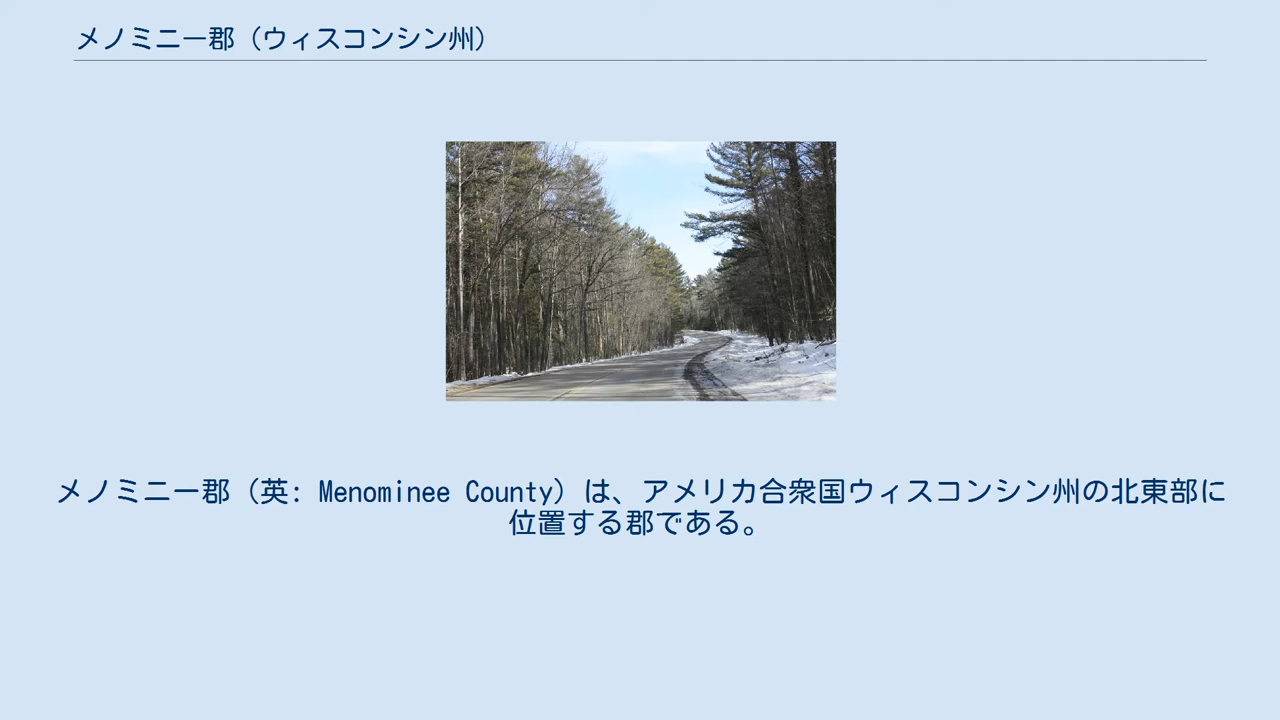 メノミニー郡（ウィスコンシン州）
メノミニー郡（英: Menominee County）は、アメリカ合衆国ウィスコンシン州の北東部に
位置する郡である。